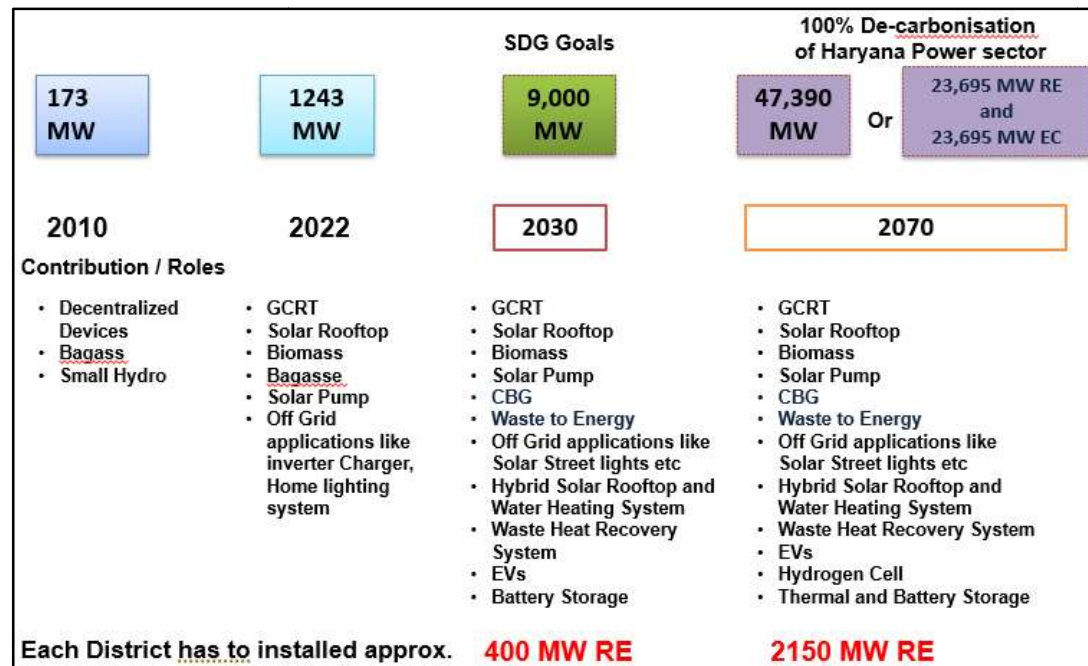 SDG Goals
100% De-carbonisation
of Haryana Power sector
173
MW
1243
MW
9,000
MW
47,390
MW
Or
23,695 MW RE
and
23,695 MW EC
2010
2022
2030
2070
Contribution / Roles
• Decentralized
Devices
• Bagass
• Small Hydro
• GCRT
• Solar Rooftop
• Biomass
• Bagasse
• Solar Pump
• Off Grid
applications like
inverter Charger,
Home lighting
system
• GCRT
• Solar Rooftop
• Biomass
• Solar Pump
• CBG
• Waste to Energy
• Off Grid applications like
Solar Street lights etc
• Hybrid Solar Rooftop and
Water Heating System
• Waste Heat Recovery
System
• EVs
• Battery Storage
• GCRT
• Solar Rooftop
• Biomass
• Solar Pump
• CBG
• Waste to Energy
• Off Grid applications like
Solar Street lights etc
• Hybrid Solar Rooftop and
Water Heating System
• Waste Heat Recovery System
• EVs
• Hydrogen Cell
• Thermal and Battery Storage
Each District has to installed approx.
400 MW RE
2150 MW RE